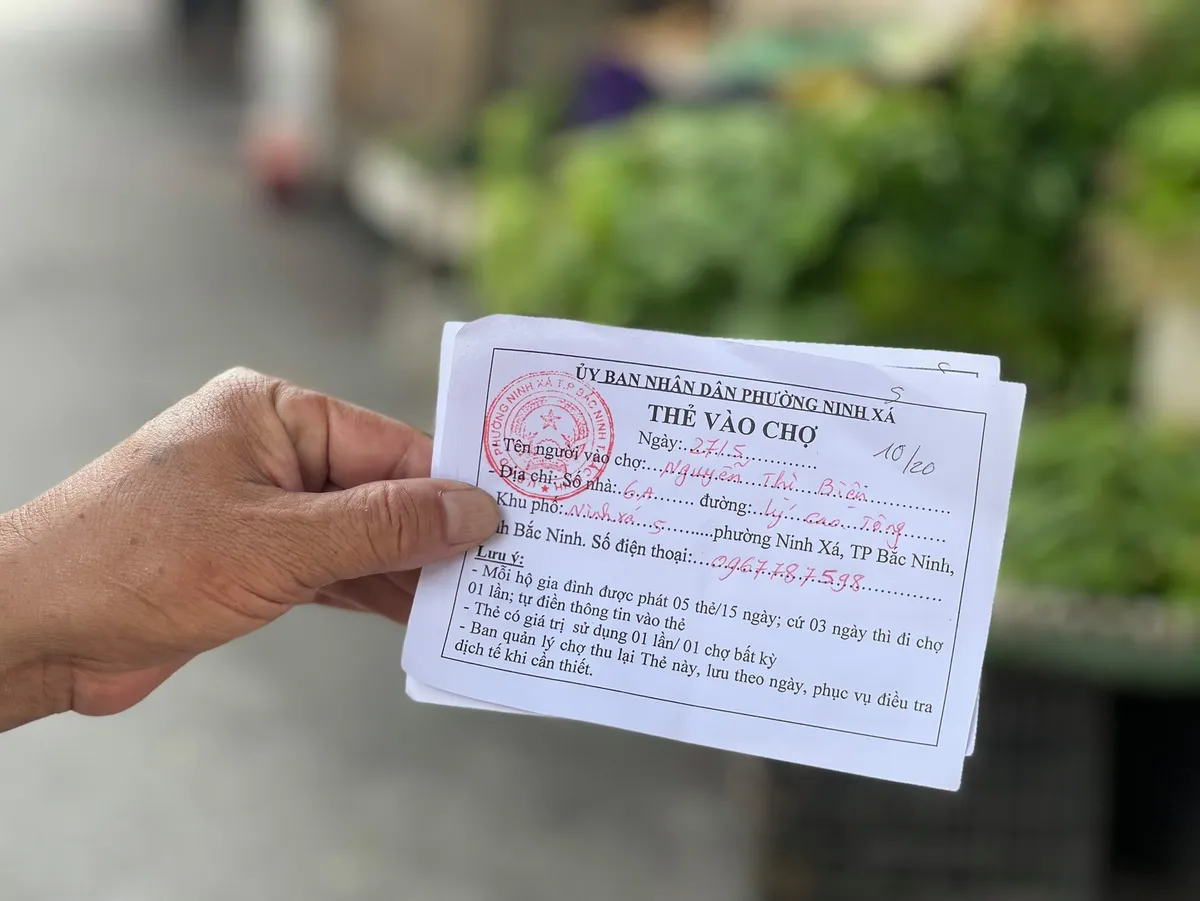 S
S
ỦY BAN NHÂN DÂN PHƯỜNG NINH XÁ
THẺ VÀO CHỢ
10/20
Ngày: 27/5
- Tên người vào chợ: Nguyễn Thị Biên
- Địa chỉ: Số nhà: 6A đường: Lý Cao Tông
Khu phố: Ninh xá 5 phường Ninh Xá, TP Bắc Ninh,
Bắc Ninh. Số điện thoại: 0967787598
Lưu ý:
- Mỗi hộ gia đình được phát 05 thẻ/15 ngày; cứ 03 ngày thì đi chợ
01 lần; tự điền thông tin vào thẻ
- Thẻ có giá trị sử dụng 01 lần/ 01 chợ bất kỳ
- Ban quản lý chợ thu lại Thẻ này, lưu theo ngày, phục vụ điều tra
dịch tễ khi cần thiết.
PHƯỜNG NINH XÁ T.P BẮC NINH